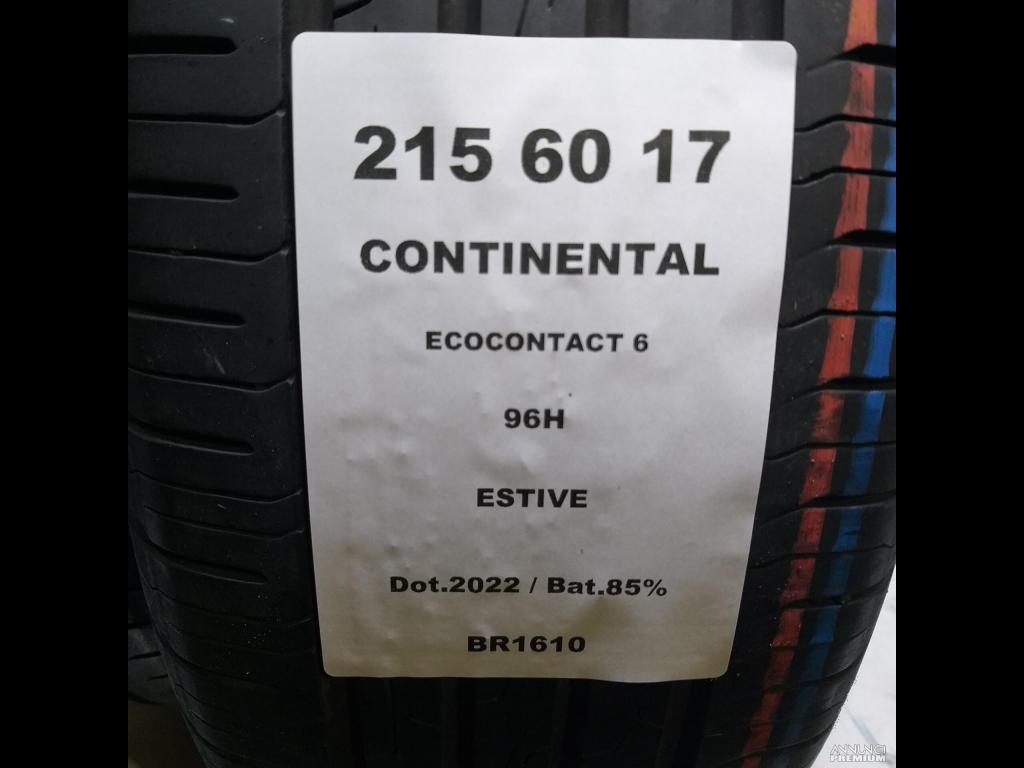 215 60 17
CONTINENTAL
ECOCONTACT 6
96H
ESTIVE
Dot.2022 / Bat.85%
BR1610
ANNUNCI
PREMIUM